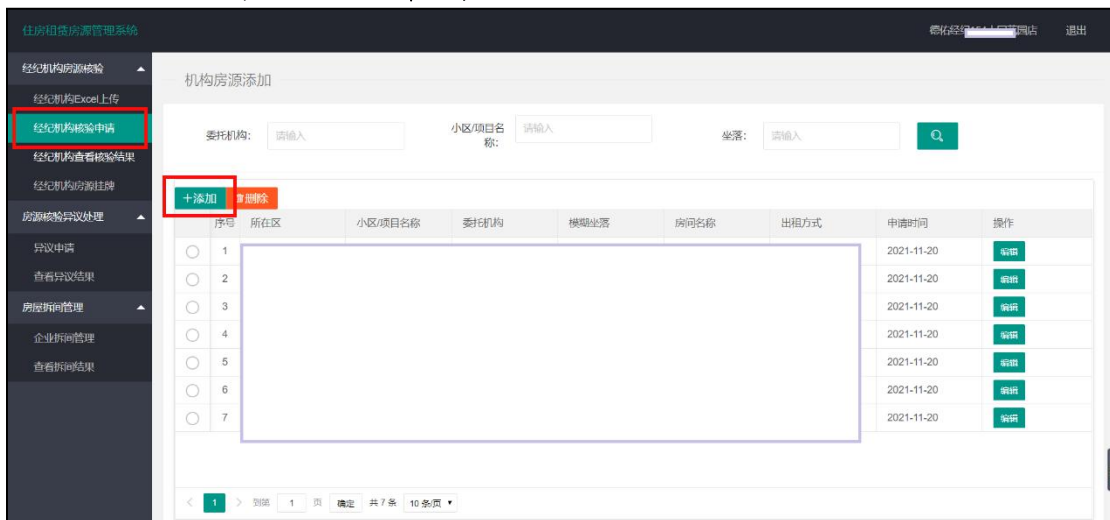 住房租赁房源管理系统
德佑经纪 店 退出
经纪机构房源核验
经纪机构Excel上传
经纪机构核验申请
经纪机构查看核验结果
经纪机构房源挂牌
房源核验异议处理
异议申请
查看异议结果
房屋拆间管理
企业拆间管理
查看拆间结果
机构房源添加
委托机构: 请输入 小区/项目名称: 请输入 坐落: 请输入
+添加 删除
序号 所在区 小区/项目名称 委托机构 模糊坐落 房间名称 出租方式 申请时间 操作
1 2021-11-20 编辑
2 2021-11-20 编辑
3 2021-11-20 编辑
4 2021-11-20 编辑
5 2021-11-20 编辑
6 2021-11-20 编辑
7 2021-11-20 编辑
< 1 > 到第 1 页 确定 共 7 条 10 条/页